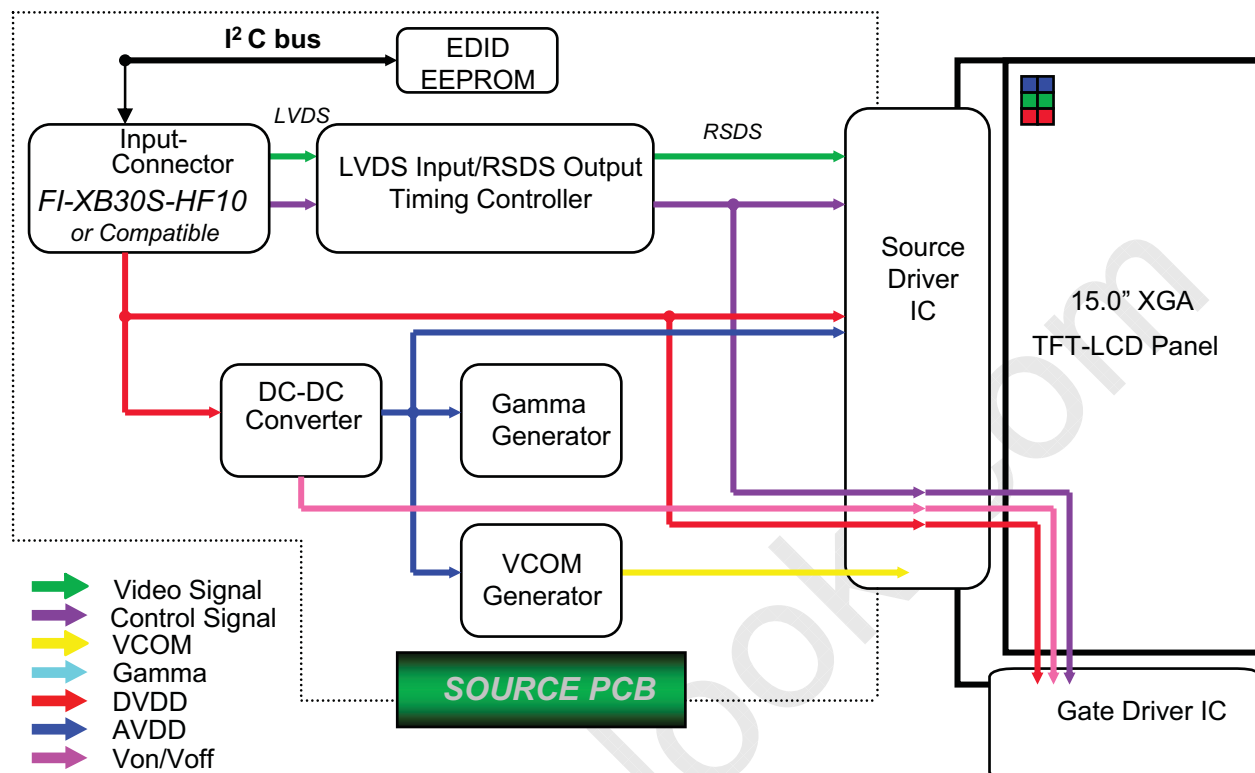 I² C bus
EDID
EEPROM
LVDS
RSDS
Input-
Connector
FI-XB30S-HF10
or Compatible
LVDS Input/RSDS Output
Timing Controller
Source
Driver
IC
15.0” XGA
TFT-LCD Panel
DC-DC
Converter
Gamma
Generator
VCOM
Generator
Video Signal
Control Signal
VCOM
Gamma
DVDD
AVDD
Von/Voff
SOURCE PCB
Gate Driver IC
look.com